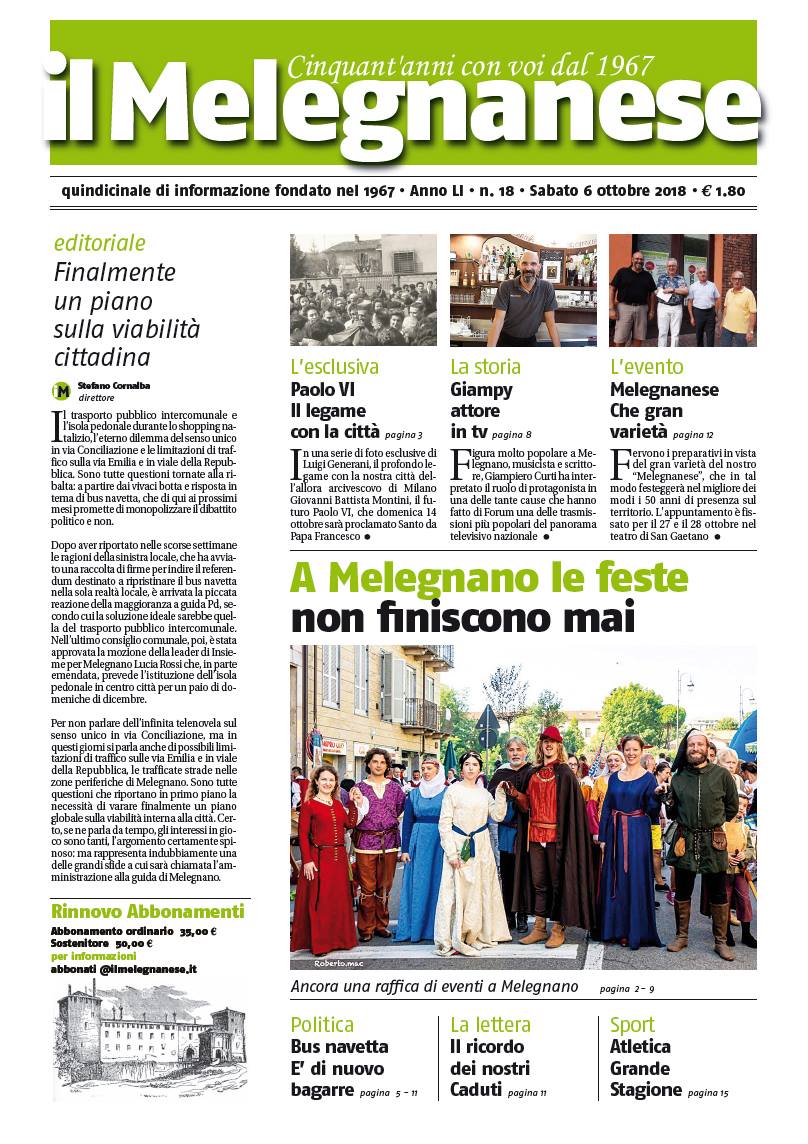 Cinquant'anni con voi dal 1967
il Melegnanese
quindicinale di informazione fondato nel 1967 • Anno LI • n. 18 • Sabato 6 ottobre 2018 • € 1.80
editoriale
Finalmente
un piano
sulla viabilità
cittadina
iM
Stefano Cornalba
direttore
Il trasporto pubblico intercomunale e
l'isola pedonale durante lo shopping na-
talizio, l'eterno dilemma del senso unico
in via Conciliazione e le limitazioni di traf-
fico sulla via Emilia e in viale della Repub-
blica. Sono tutte questioni tornate alla ri-
balta: a partire dai vivaci botta e risposta in
tema di bus navetta, che di qui ai prossimi
mesi promette di monopolizzare il dibattito
politico e non.
Dopo aver riportato nelle scorse settimane
le ragioni della sinistra locale, che ha avvia-
to una raccolta di firme per indire il referen-
dum destinato a ripristinare il bus navetta
nella sola realtà locale, è arrivata la piccata
reazione della maggioranza a guida Pd, se-
condo cui la soluzione ideale sarebbe quel-
la del trasporto pubblico intercomunale.
Nell'ultimo consiglio comunale, poi, è stata
approvata la mozione della leader di Insie-
me per Melegnano Lucia Rossi che, in parte
emendata, prevede l'istituzione dell'isola
pedonale in centro città per un paio di do-
meniche di dicembre.
Per non parlare dell'infinita telenovela sul
senso unico in via Conciliazione, ma in
questi giorni si parla anche di possibili limi-
tazioni di traffico sulle via Emilia e in viale
della Repubblica, le trafficate strade nelle
zone periferiche di Melegnano. Sono tutte
questioni che riportano in primo piano la
necessità di varare finalmente un piano
globale sulla viabilità interna alla città. Cer-
to, se ne parla da tempo, gli interessi in gio-
co sono tanti, l'argomento certamente spi-
noso: ma rappresenta indubbiamente una
delle grandi sfide a cui sarà chiamata l'am-
ministrazione alla guida di Melegnano.
Rinnovo Abbonamenti
Abbonamento ordinario 35,00 €
Sostenitore 50,00 €
per informazioni
abbonati @ilmelegnanese.it
L'esclusiva
Paolo VI
Il legame
con la città pagina 3
In una serie di foto esclusive di
Luigi Generani, il profondo le-
game con la nostra città del-
l'allora arcivescovo di Milano
Giovanni Battista Montini, il fu-
turo Paolo VI, che domenica 14
ottobre sarà proclamato Santo da
Papa Francesco ●
La storia
Giampy
attore
in tv pagina 8
Figura molto popolare a Me-
legnano, musicista e scritto-
re, Giampiero Curti ha inter-
pretato il ruolo di protagonista in
una delle tante cause che hanno
fatto di Forum una delle trasmis-
sioni più popolari del panorama
televisivo nazionale ●
L'evento
Melegnanese
Che gran
varietà pagina 12
Fervono i preparativi in vista
del gran varietà del nostro
"Melegnanese", che in tal
modo festeggerà nel migliore dei
modi i 50 anni di presenza sul
territorio. L'appuntamento è fis-
sato per il 27 e il 28 ottobre nel
teatro di San Gaetano ●
A Melegnano le feste
non finiscono mai
Roberto.mac
Ancora una raffica di eventi a Melegnano pagina 2 – 9
Politica
Bus navetta
E' di nuovo
bagarre pagina 5 – 11
La lettera
Il ricordo
dei nostri
Caduti pagina 11
Sport
Atletica
Grande
Stagione pagina 15